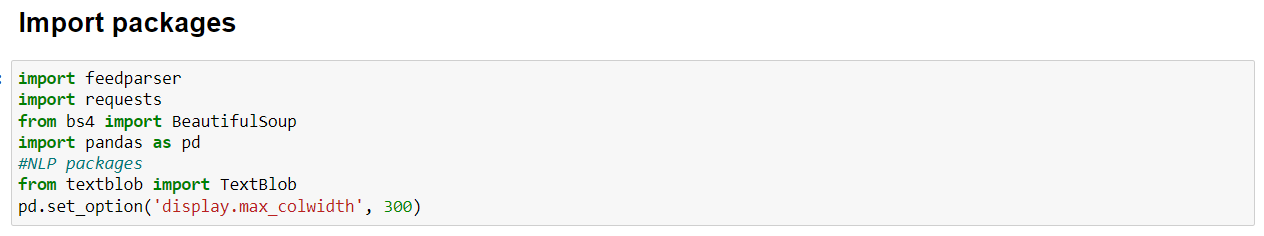 Import packages
import feedparser
import requests
from bs4 import BeautifulSoup
import pandas as pd
#NLP packages
from textblob import TextBlob
pd.set_option('display.max_colwidth', 300)